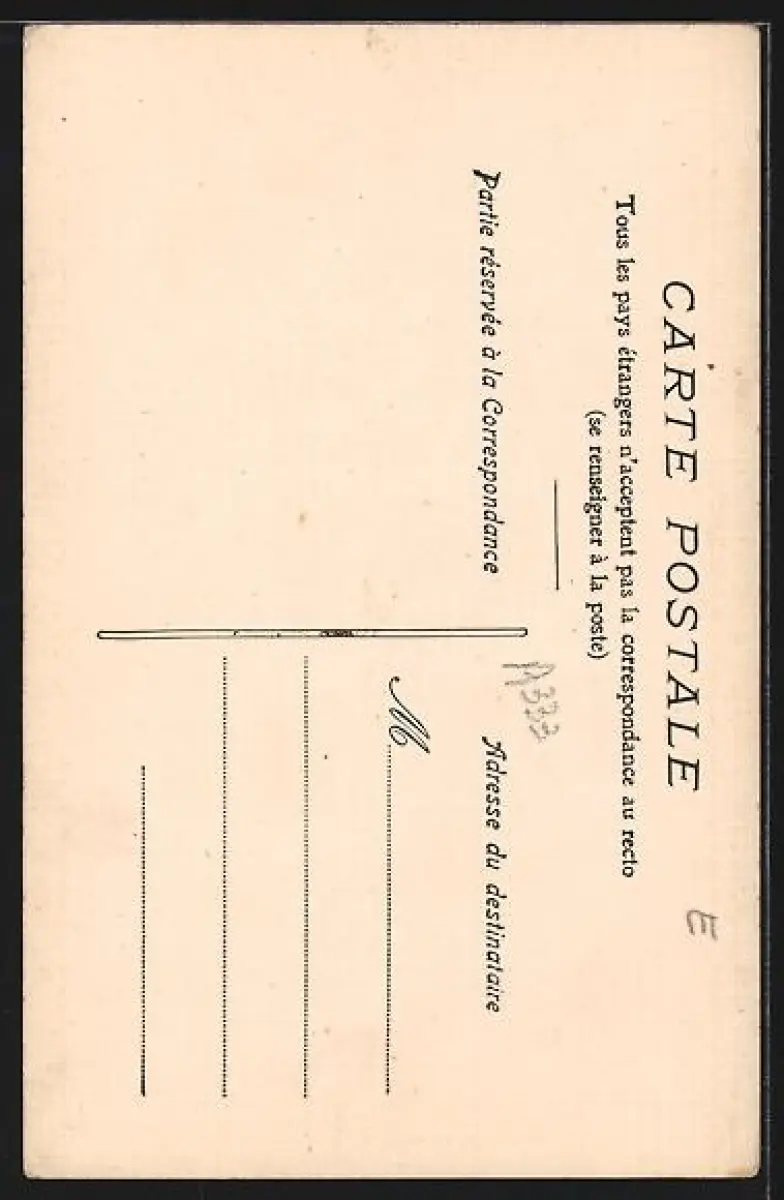 CARTE POSTALE
E
Tous les pays étrangers n'acceptent pas la correspondance au recto
(se renseigner à la poste)
A333
Partie réservée à la Correspondance
Adresse du destinataire
M